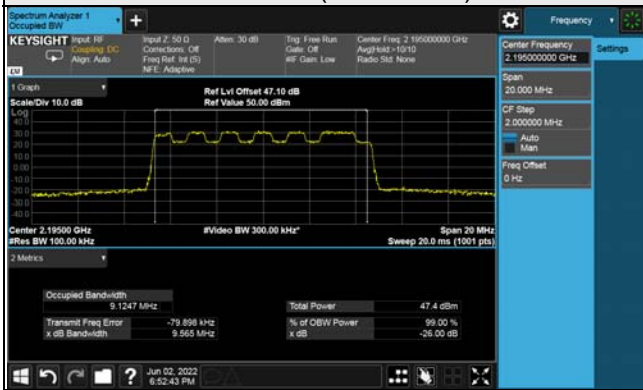 Spectrum Analyzer 1
Occupied BW
+
Frequency
KEYSIGHT
Input: RF
Coupling: DC
Align: Auto
Input Z: 50 Ω
Corrections: Off
Freq Ref: Int (S)
NFE: Adaptive
Atten: 30 dB
Trig: Free Run
Gate: Off
#IF Gain: Low
Center Freq: 2.195000000 GHz
Avg|Hold:>10/10
Radio Std: None
LM
Center Frequency
2.195000000 GHz
Settings
Span
20.000 MHz
CF Step
2.000000 MHz
Auto
Man
Freq Offset
0 Hz
1 Graph
Scale/Div 10.0 dB
Ref Lvl Offset 47.10 dB
Ref Value 50.00 dBm
Log
40.0
30.0
20.0
10.0
0.00
-10.0
-20.0
-30.0
-40.0
Center 2.19500 GHz
#Video BW 300.00 kHz*
Span 20 MHz
#Res BW 100.00 kHz
Sweep 20.0 ms (1001 pts)
2 Metrics
Occupied Bandwidth
9.1247 MHz
Total Power
47.4 dBm
Transmit Freq Error
-79.898 kHz
% of OBW Power
99.00 %
x dB Bandwidth
9.565 MHz
x dB
-26.00 dB
?
Jun 02, 2022
6:52:43 PM